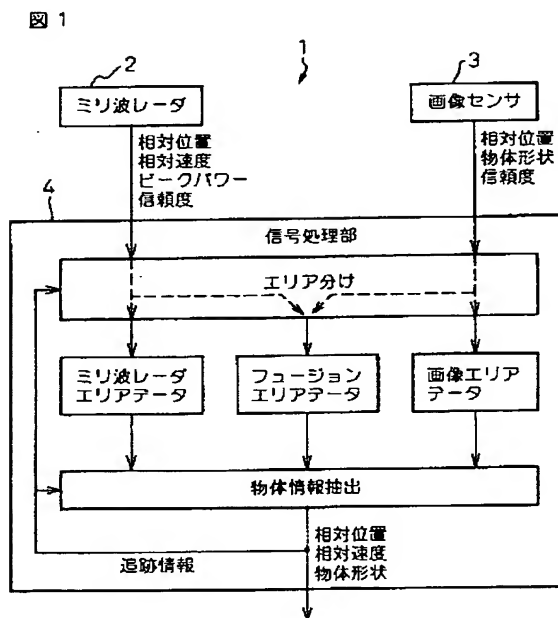 図 1
1
2
3
ミリ波レーダ
画像センサ
相対位置
相対速度
ピークパワー
信頼度
相対位置
物体形状
信頼度
4
信号処理部
エリア分け
ミリ波レーダ
エリアデータ
フュージョン
エリアデータ
画像エリア
データ
物体情報抽出
追跡情報
相対位置
相対速度
物体形状